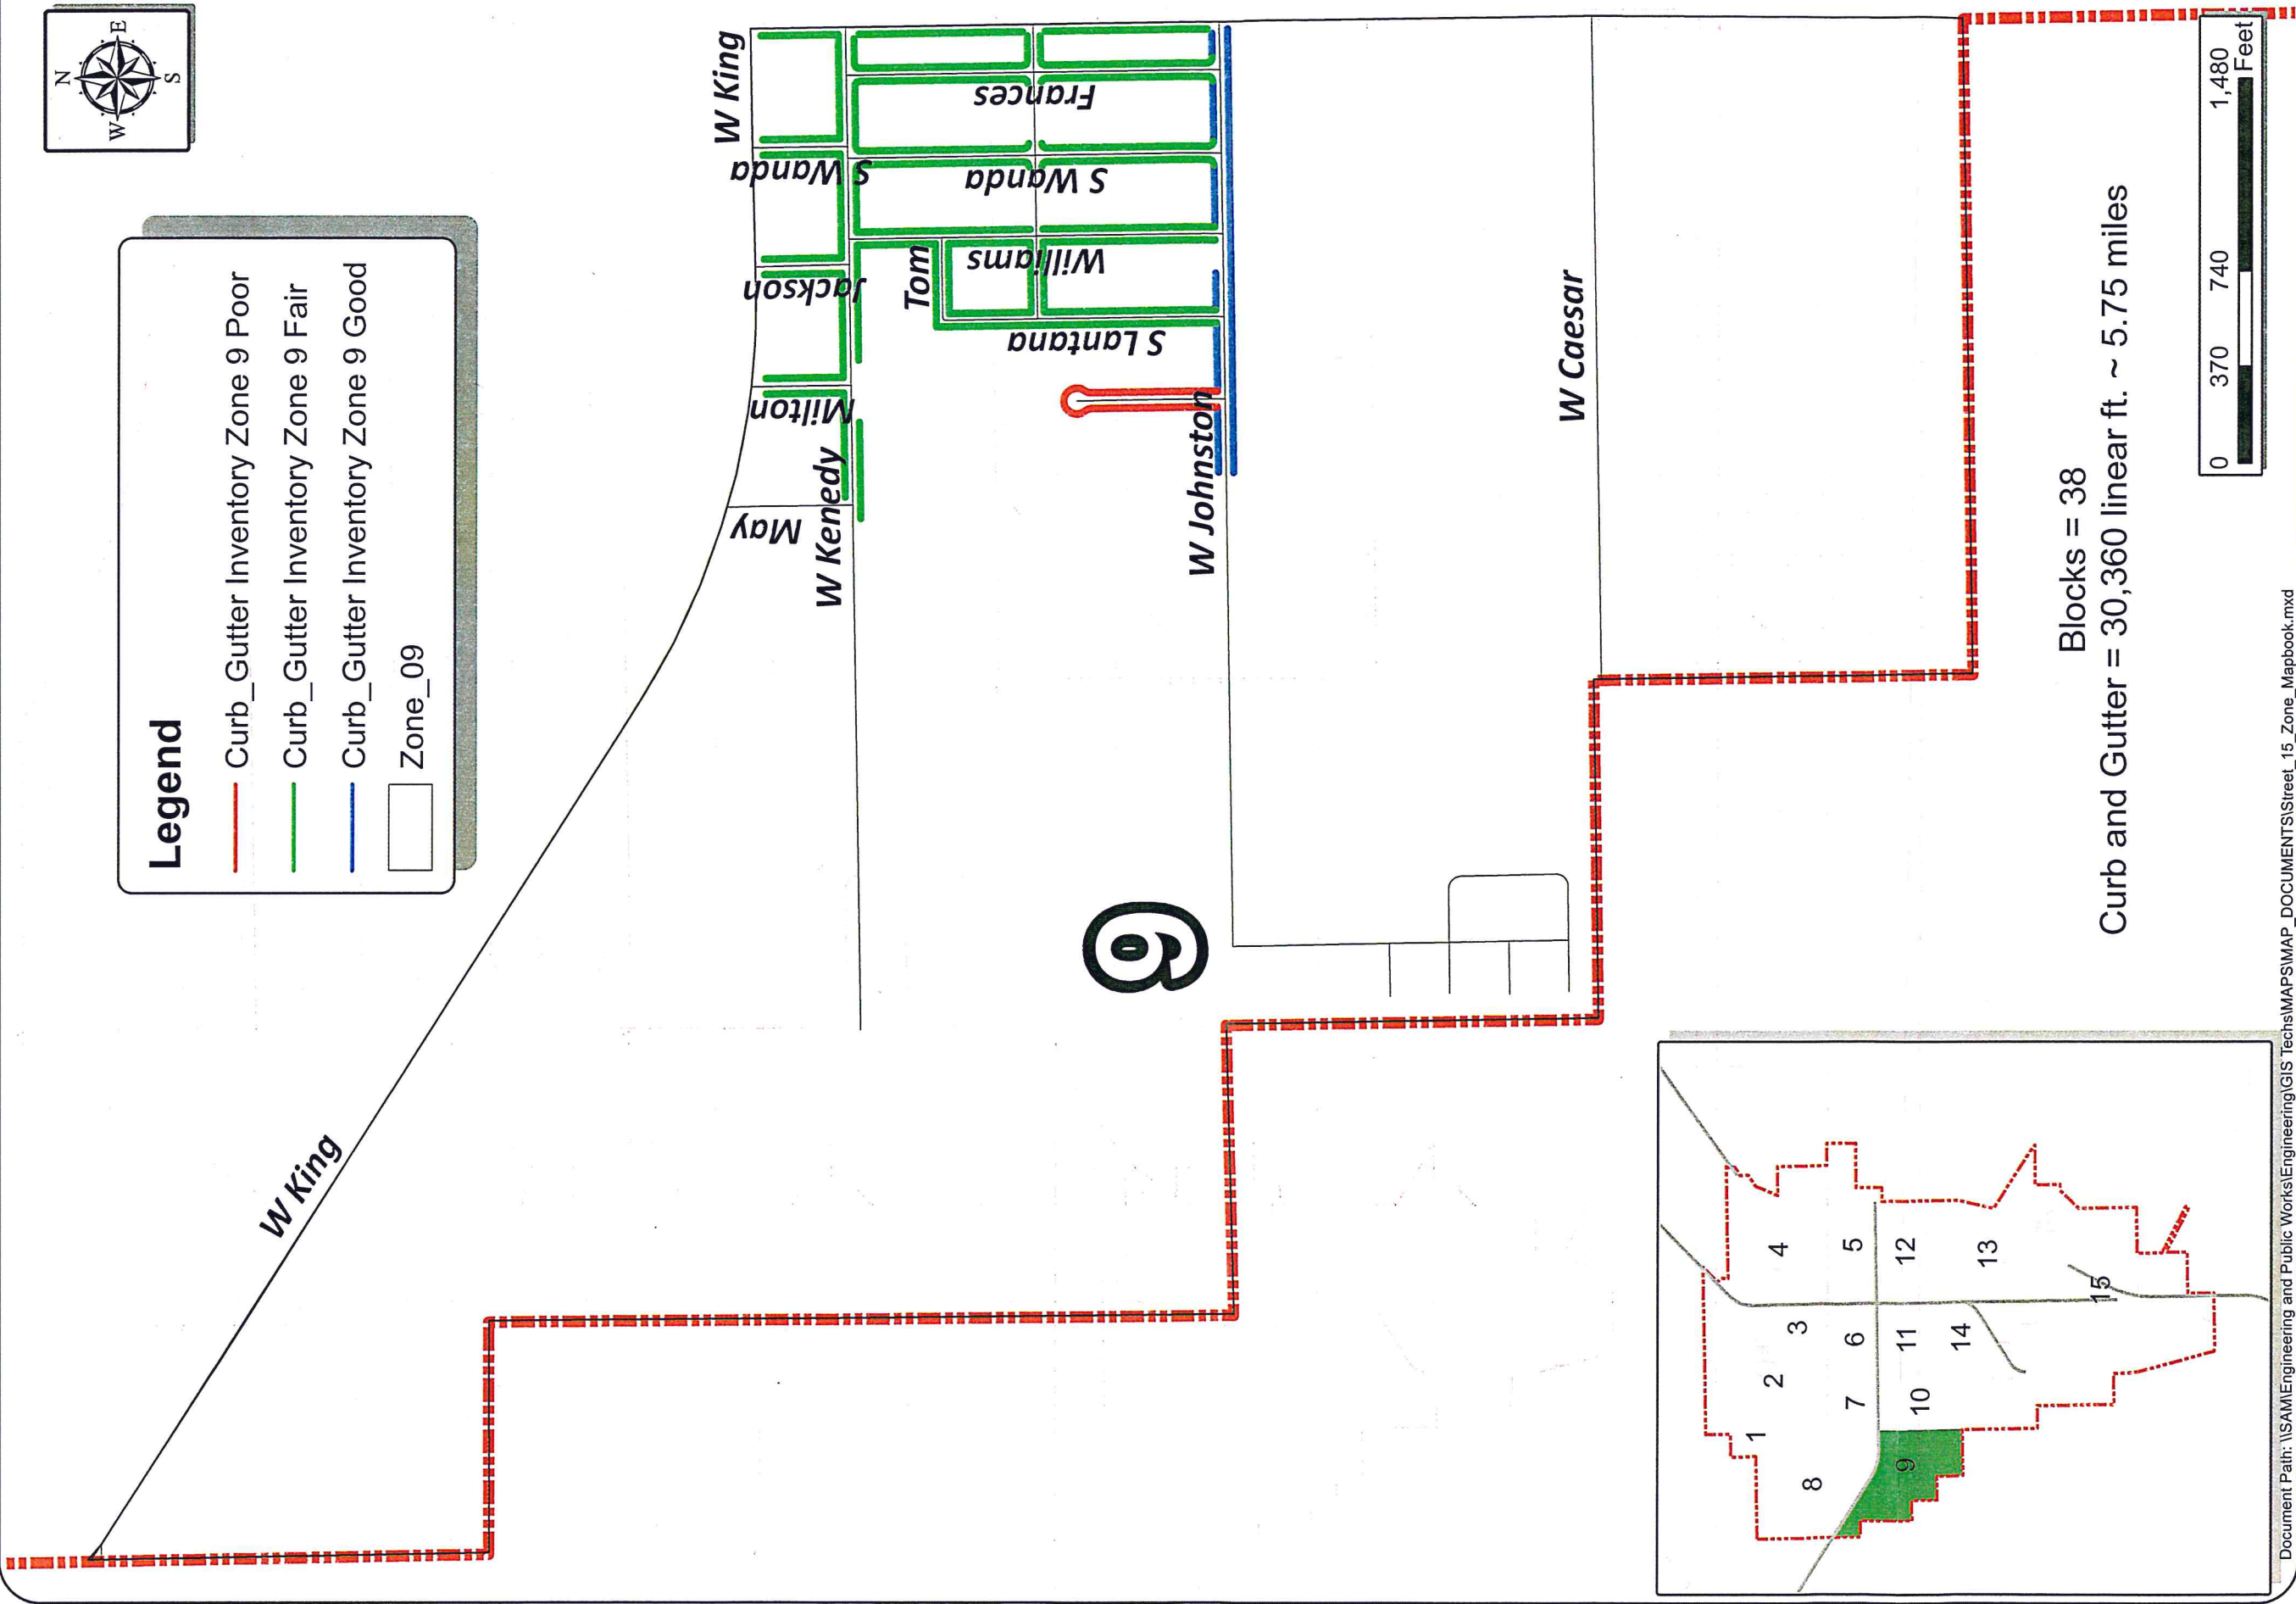 N
W
E
S
Legend
Curb_Gutter Inventory Zone 9 Poor
Curb_Gutter Inventory Zone 9 Fair
Curb_Gutter Inventory Zone 9 Good
Zone_09
W King
W King
S Wanda
Jackson
Milton
May
W Kenedy
Frances
S Wanda
Williams
Tom
S Lantana
W Johnston
W Caesar
9
1
2
3
4
5
6
7
8
9
10
11
12
13
14
15
Blocks = 38
Curb and Gutter = 30,360 linear ft. ~ 5.75 miles
0 370 740 1,480
Feet
Document Path: \\SAM\Engineering and Public Works\Engineering\GIS Techs\MAPS\MAP_DOCUMENTS\Street_15_Zone_Mapbook.mxd